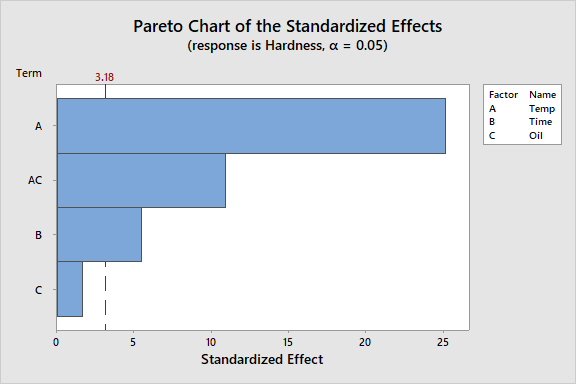 Pareto Chart of the Standardized Effects
(response is Hardness, α = 0.05)
Term
3.18
A
AC
B
C
0 5 10 15 20 25
Standardized Effect
Factor Name
A Temp
B Time
C Oil